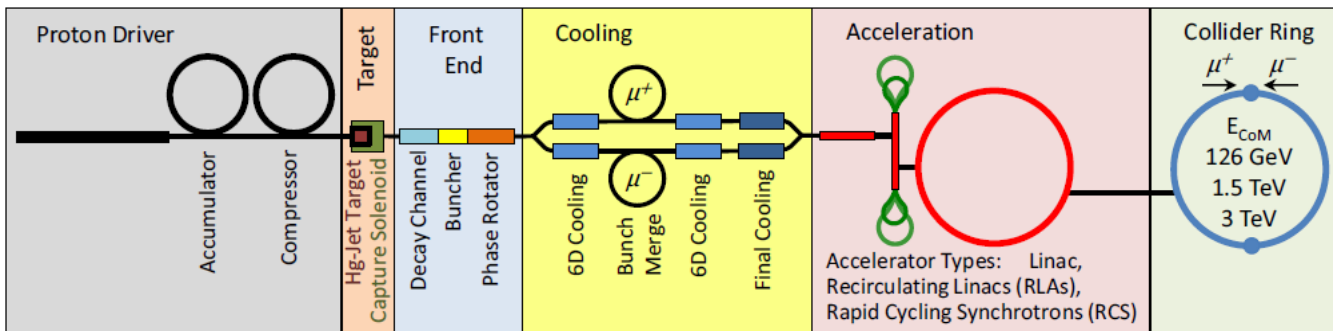 Proton Driver
Accumulator
Compressor
Target
Hg-Jet Target
Capture Solenoid
Front
End
Decay Channel
Buncher
Phase Rotator
Cooling
μ+
μ−
6D Cooling
Bunch
Merge
6D Cooling
Final Cooling
Acceleration
Accelerator Types: Linac,
Recirculating Linacs (RLAs),
Rapid Cycling Synchrotrons (RCS)
Collider Ring
μ+ μ−
ECoM
126 GeV
1.5 TeV
3 TeV